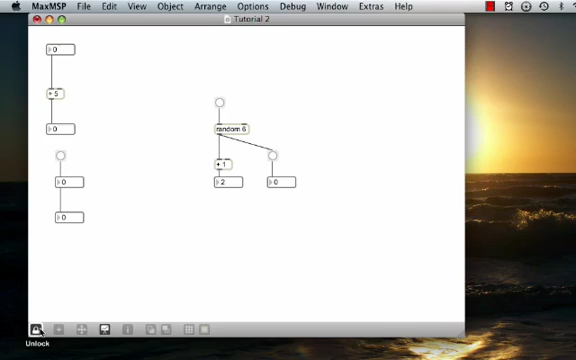 MaxMSP File Edit View Object Arrange Options Debug Window Extras Help
Tutorial 2
0
+ 5
0
random 6
+ 1
0
2
0
0
Unlock